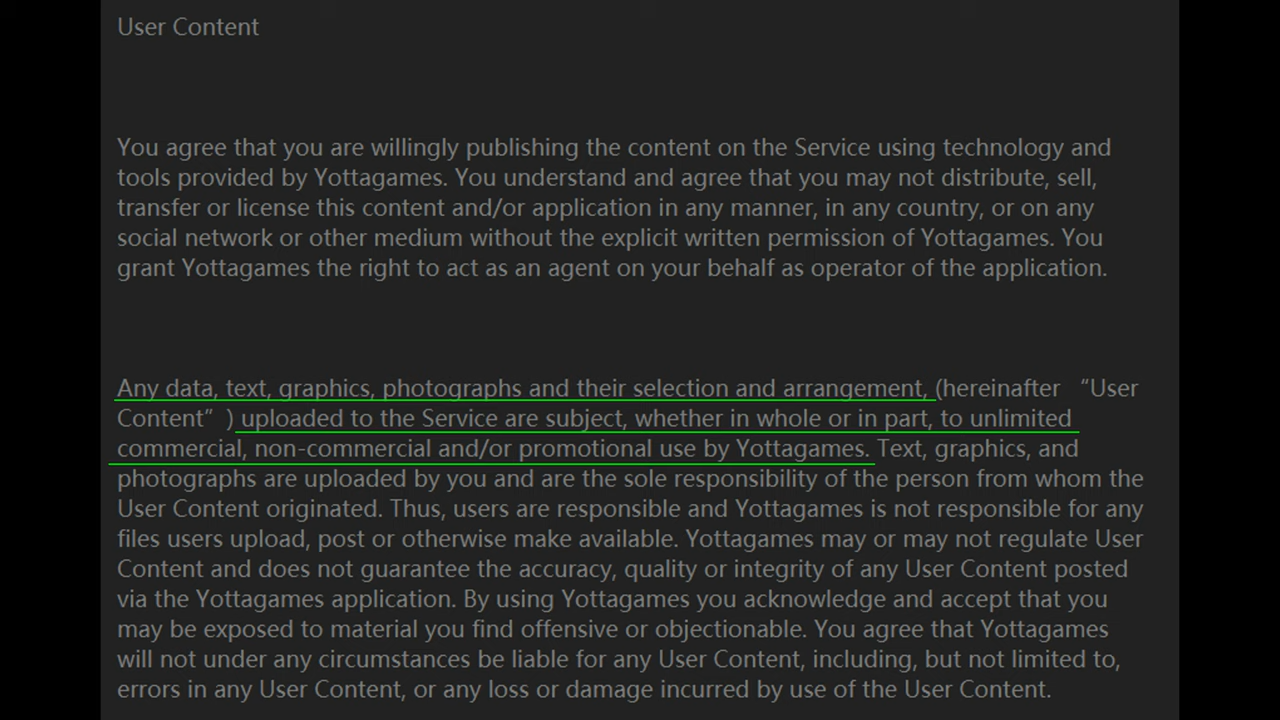 User Content
You agree that you are willingly publishing the content on the Service using technology and
tools provided by Yottagames. You understand and agree that you may not distribute, sell,
transfer or license this content and/or application in any manner, in any country, or on any
social network or other medium without the explicit written permission of Yottagames. You
grant Yottagames the right to act as an agent on your behalf as operator of the application.
Any data, text, graphics, photographs and their selection and arrangement, (hereinafter “User
Content”) uploaded to the Service are subject, whether in whole or in part, to unlimited
commercial, non-commercial and/or promotional use by Yottagames. Text, graphics, and
photographs are uploaded by you and are the sole responsibility of the person from whom the
User Content originated. Thus, users are responsible and Yottagames is not responsible for any
files users upload, post or otherwise make available. Yottagames may or may not regulate User
Content and does not guarantee the accuracy, quality or integrity of any User Content posted
via the Yottagames application. By using Yottagames you acknowledge and accept that you
may be exposed to material you find offensive or objectionable. You agree that Yottagames
will not under any circumstances be liable for any User Content, including, but not limited to,
errors in any User Content, or any loss or damage incurred by use of the User Content.